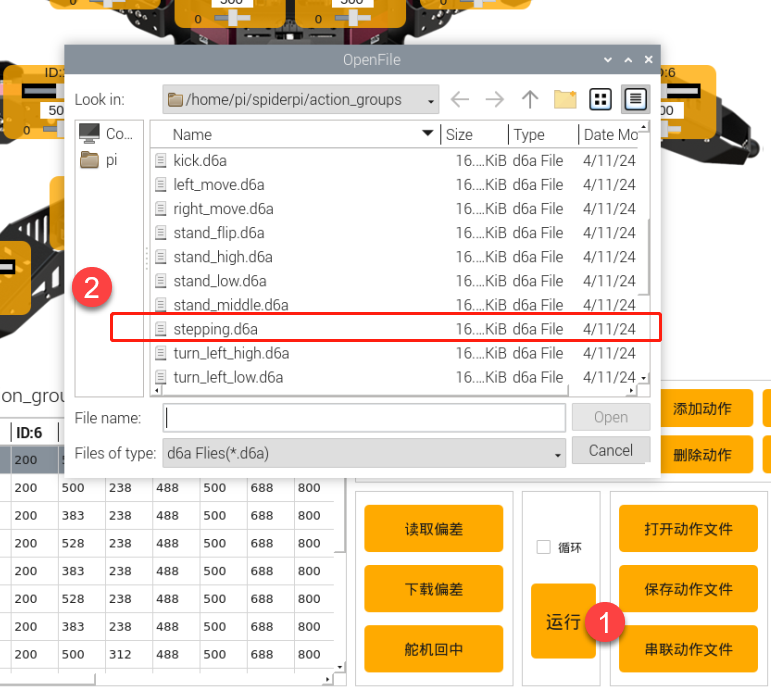 500
500
0
0
OpenFile
ID:
:6
Look in:
/home/pi/spiderpi/action_groups
50
00
0
Co...
pi
Name Size Type Date Mo
kick.d6a 16....KiB d6a File 4/11/24
left_move.d6a 16....KiB d6a File 4/11/24
right_move.d6a 16....KiB d6a File 4/11/24
stand_flip.d6a 16....KiB d6a File 4/11/24
stand_high.d6a 16....KiB d6a File 4/11/24
stand_low.d6a 16....KiB d6a File 4/11/24
2
stand_middle.d6a 16....KiB d6a File 4/11/24
stepping.d6a 16....KiB d6a File 4/11/24
turn_left_high.d6a 16....KiB d6a File 4/11/24
turn_left_low.d6a 16....KiB d6a File 4/11/24
on_grou
File name:
Open
添加动作
Files of type: d6a Flies(*.d6a)
Cancel
删除动作
ID:6
200
200 500 238 488 500 688 800
200 383 238 488 500 688 800
200 528 238 488 500 688 800
200 383 238 488 500 688 800
200 528 238 488 500 688 800
200 383 238 488 500 688 800
200 500 312 488 500 688 800
读取偏差
下载偏差
舵机回中
循环
运行
1
打开动作文件
保存动作文件
串联动作文件